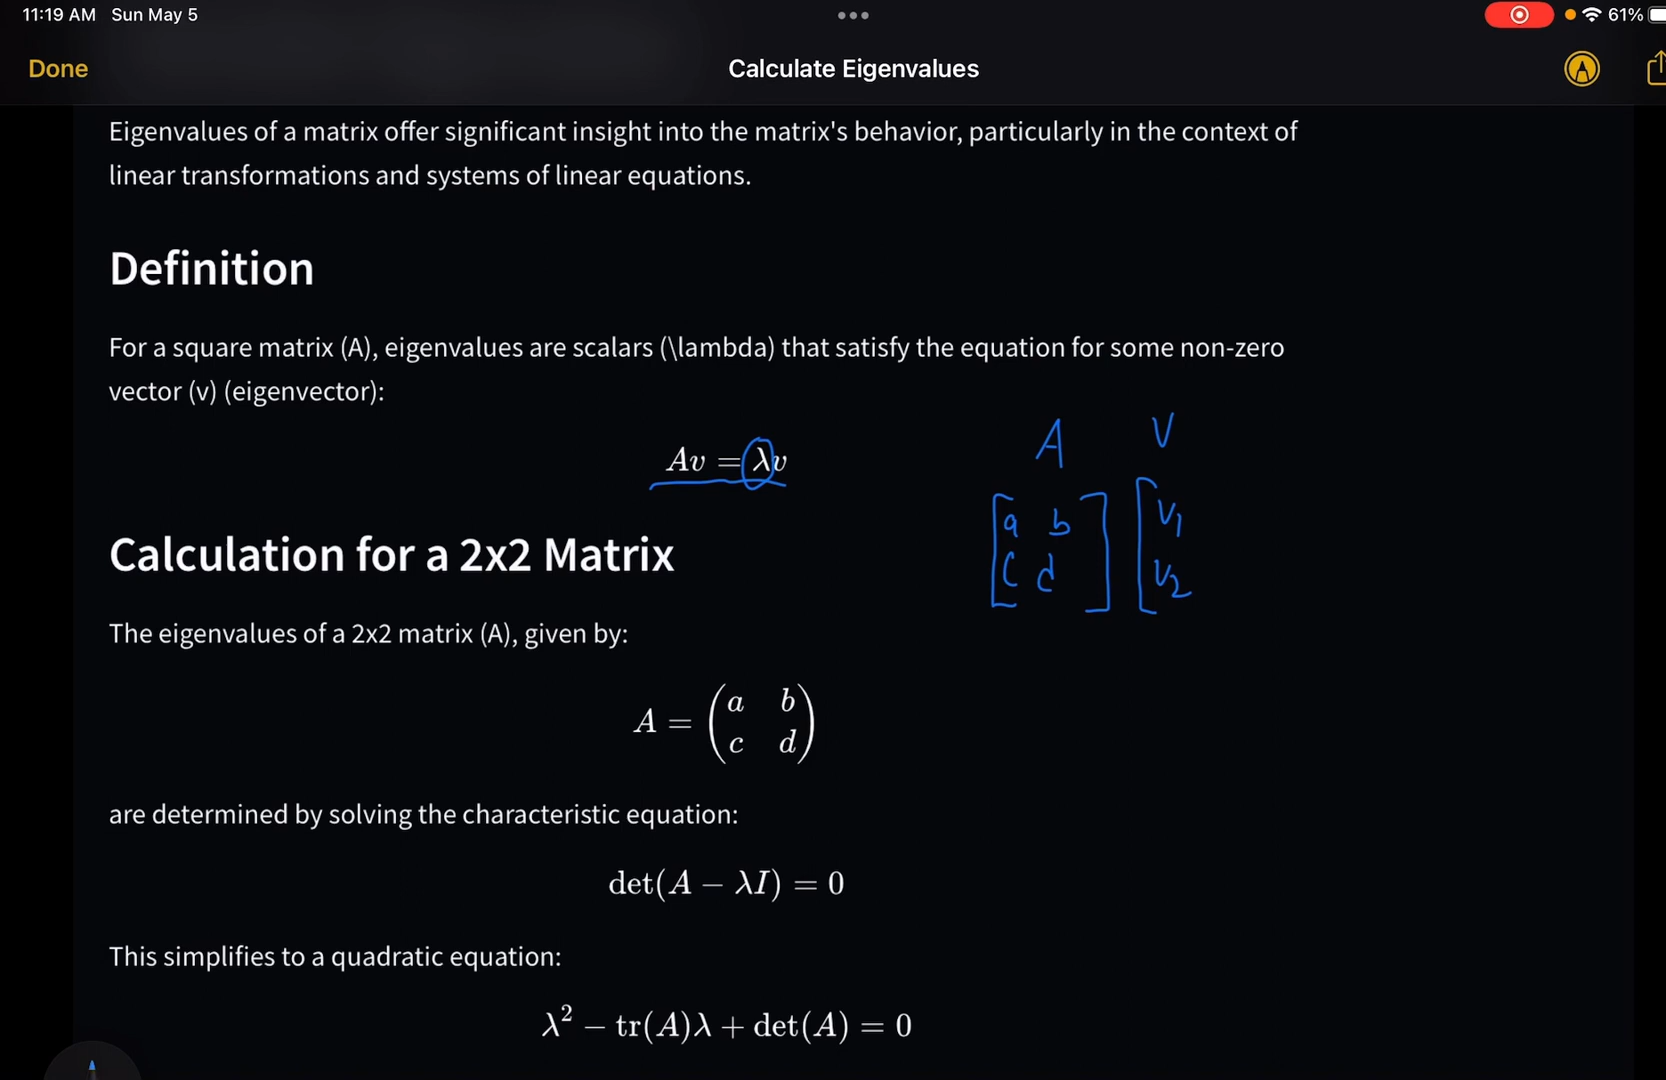 11:19 AM Sun May 5
61%
Done
Calculate Eigenvalues
Eigenvalues of a matrix offer significant insight into the matrix's behavior, particularly in the context of
linear transformations and systems of linear equations.
Definition
For a square matrix (A), eigenvalues are scalars (\lambda) that satisfy the equation for some non-zero
vector (v) (eigenvector):
Av = λv
A V
a b
c d
v₁
v₂
Calculation for a 2x2 Matrix
The eigenvalues of a 2x2 matrix (A), given by:
A = (a b
c d)
are determined by solving the characteristic equation:
det(A − λI) = 0
This simplifies to a quadratic equation:
λ² − tr(A)λ + det(A) = 0